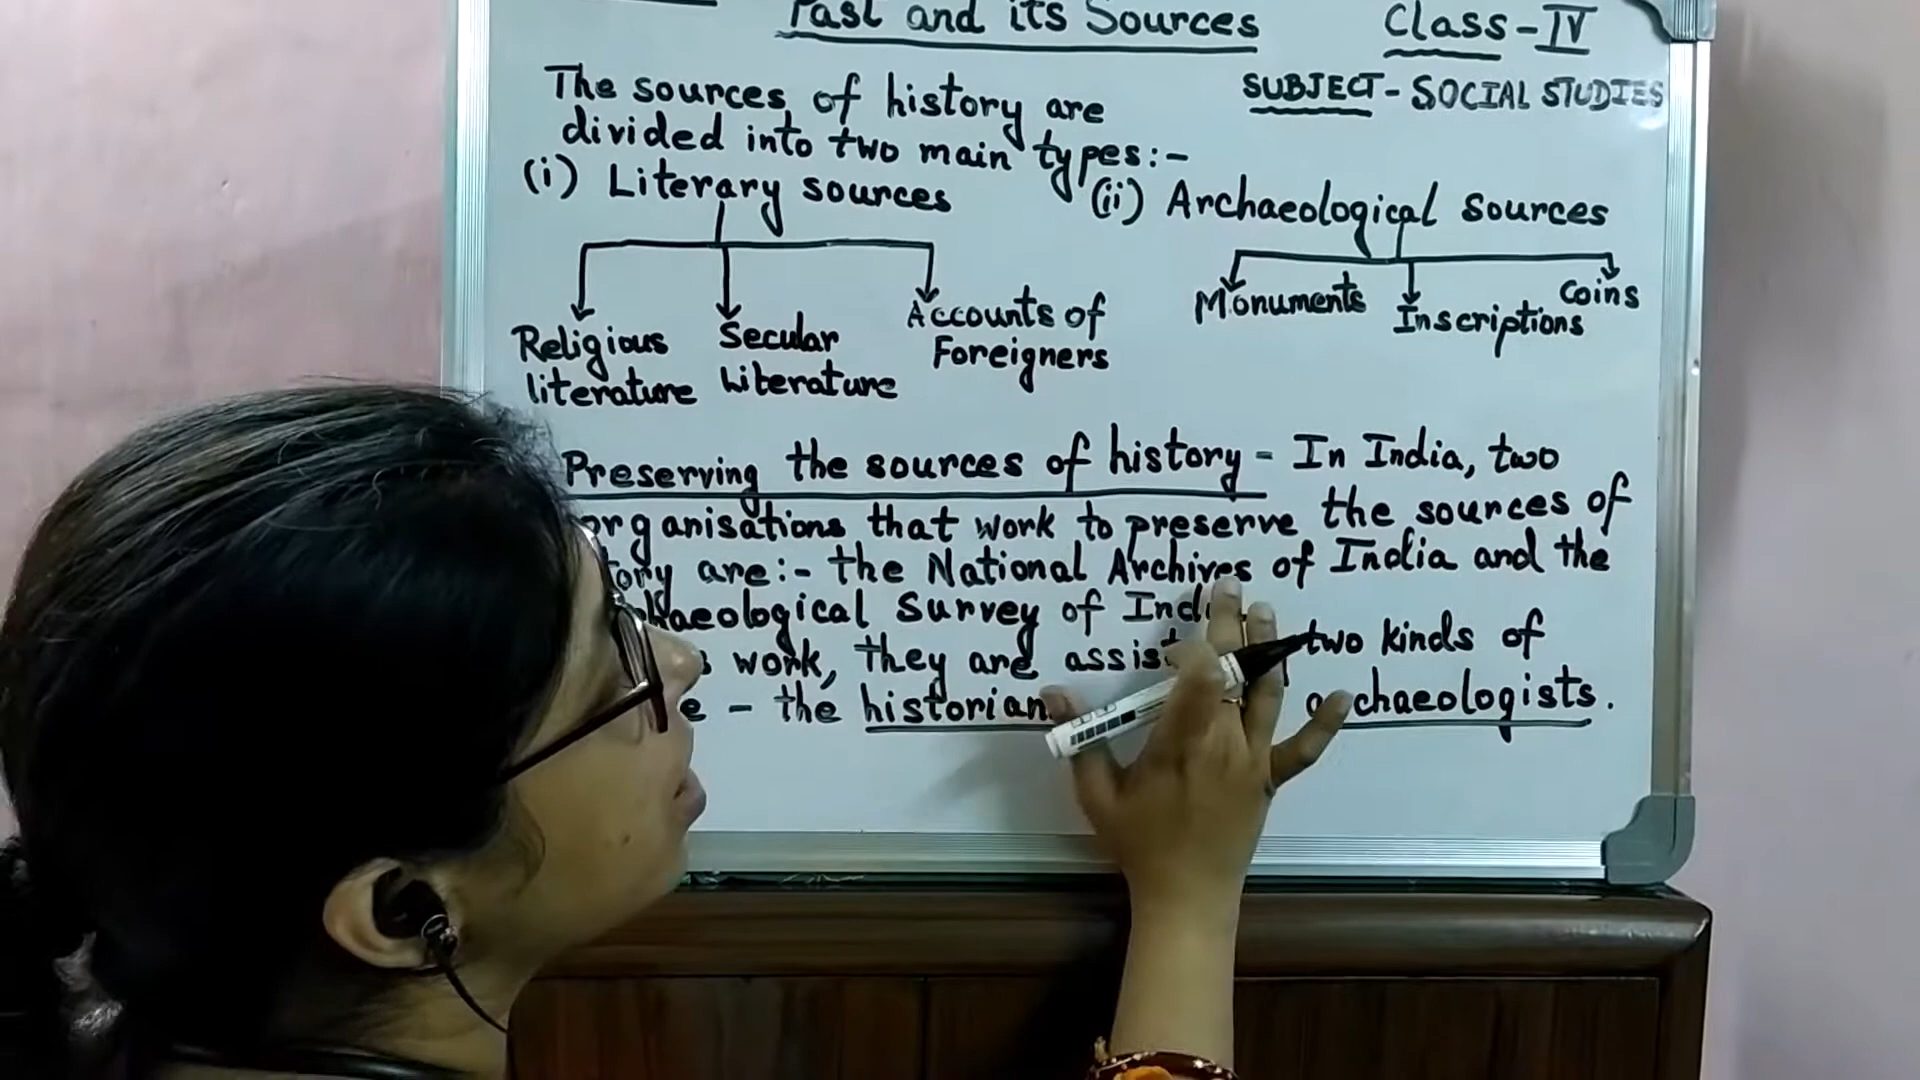 Past and its Sources
Class-IV
SUBJECT - SOCIAL STUDIES
The sources of history are
divided into two main types:-
(i) Literary sources
(ii) Archaeological sources
Religious literature
Secular literature
Accounts of Foreigners
Monuments
Inscriptions
Coins
Preserving the sources of history - In India, two
organisations that work to preserve the sources of
are:- the National Archives of India and the
Survey of
work, they are two kinds of
- the archaeologists.